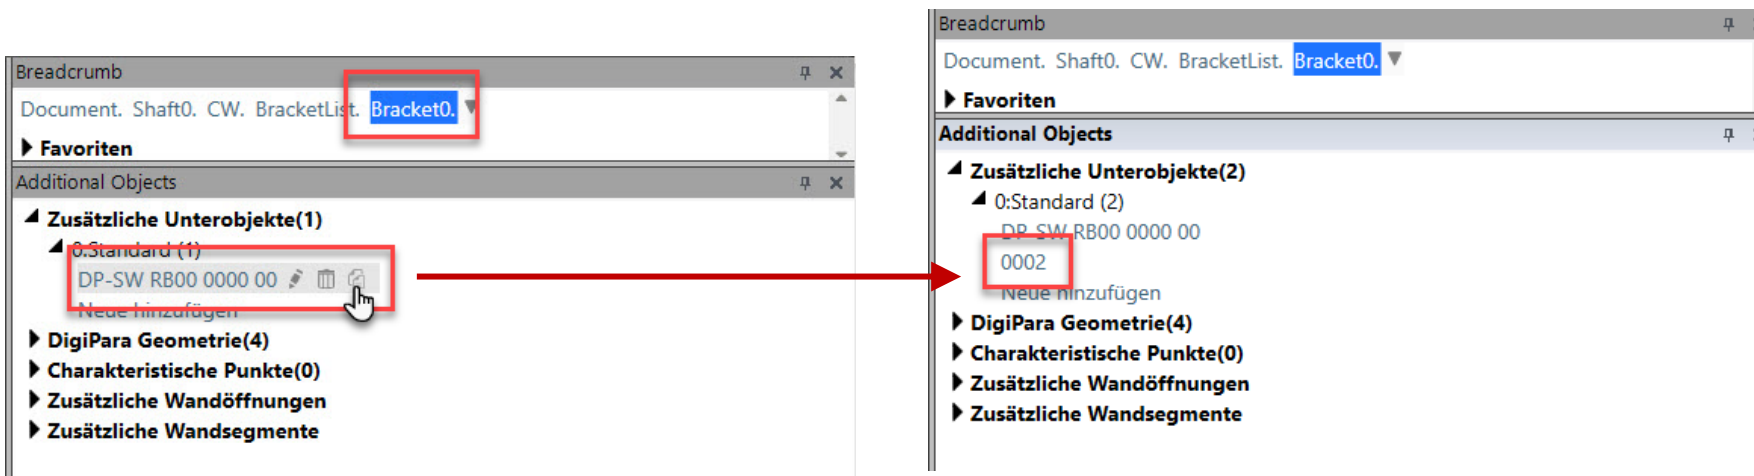 Breadcrumb
Document. Shaft0. CW. BracketList. Bracket0.
Favoriten
Additional Objects
Zusätzliche Unterobjekte(1)
0:Standard (1)
DP-SW RB00 0000 00
Neue hinzufügen
DigiPara Geometrie(4)
Charakteristische Punkte(0)
Zusätzliche Wandöffnungen
Zusätzliche Wandsegmente
Breadcrumb
Document. Shaft0. CW. BracketList. Bracket0.
Favoriten
Additional Objects
Zusätzliche Unterobjekte(2)
0:Standard (2)
DP-SW RB00 0000 00
0002
Neue hinzufügen
DigiPara Geometrie(4)
Charakteristische Punkte(0)
Zusätzliche Wandöffnungen
Zusätzliche Wandsegmente